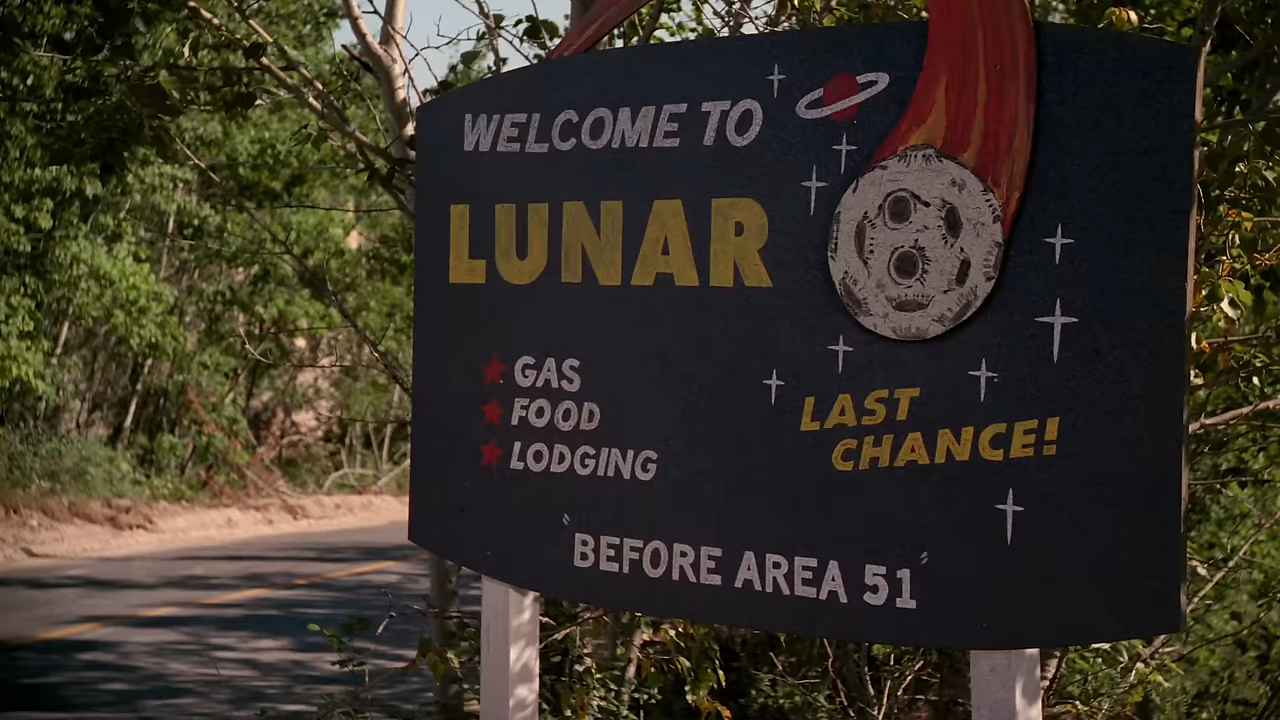 WELCOME TO
LUNAR
GAS
FOOD
LODGING
LAST
CHANCE!
"BEFORE AREA 51"